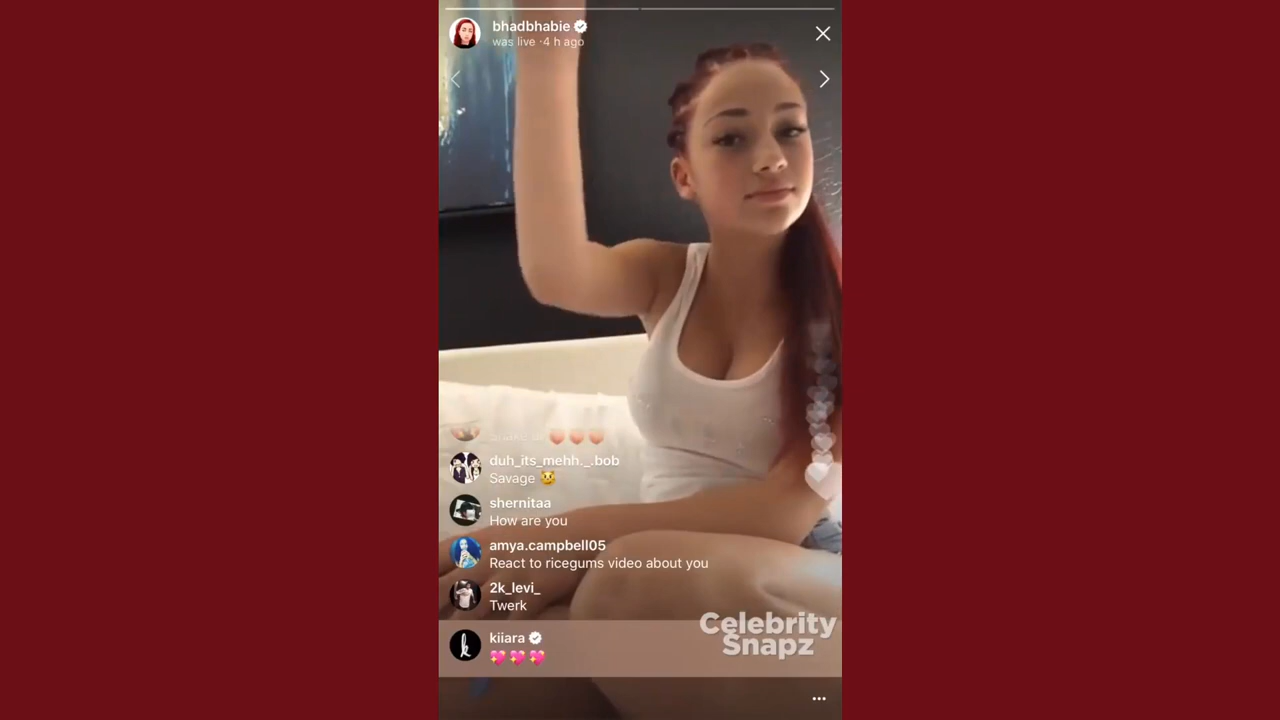 bhadbhabie
was live · 4 h ago
duh_its_mehh._.bob
Savage 😼
shernitaa
How are you
amya.campbell05
React to ricegums video about you
2k_levi_
Twerk
kiiara
💖💖💖
Celebrity
Snapz